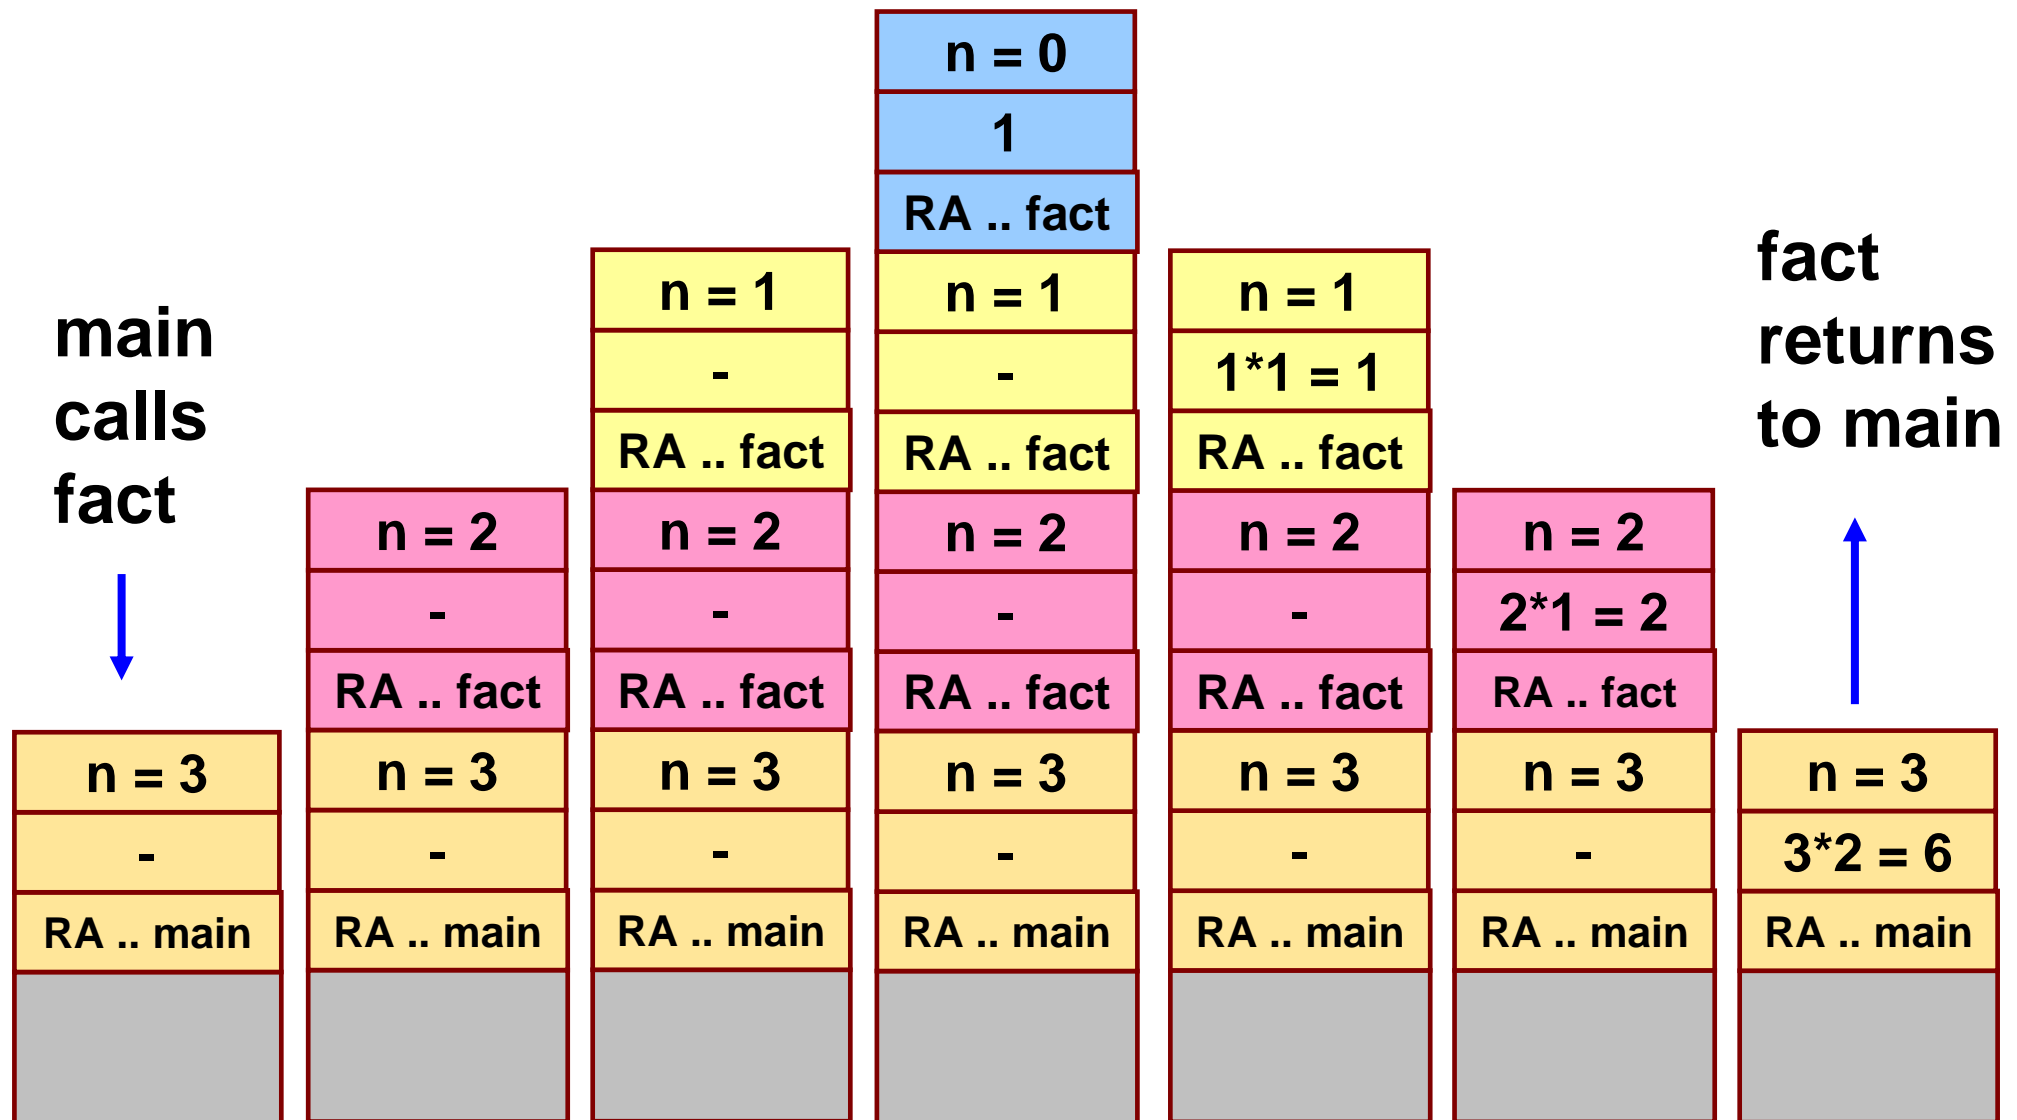 main
calls
fact
n = 3
-
RA .. main
n = 2
-
RA .. fact
n = 3
-
RA .. main
n = 1
-
RA .. fact
n = 2
-
RA .. fact
n = 3
-
RA .. main
n = 0
1
RA .. fact
n = 1
-
RA .. fact
n = 2
-
RA .. fact
n = 3
-
RA .. main
n = 1
1*1 = 1
RA .. fact
n = 2
-
RA .. fact
n = 3
-
RA .. main
n = 2
2*1 = 2
RA .. fact
n = 3
-
RA .. main
fact
returns
to main
n = 3
3*2 = 6
RA .. main